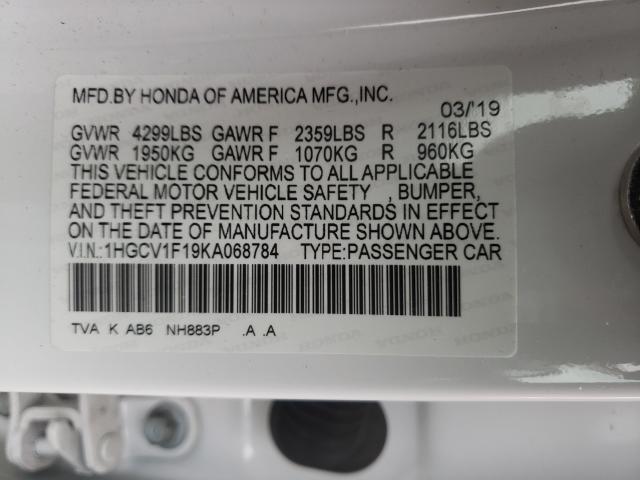 MFD.BY HONDA OF AMERICA MFG.,INC.
03/'19
GVWR 4299LBS GAWR F 2359LBS R 2116LBS
GVWR 1950KG GAWR F 1070KG R 960KG
THIS VEHICLE CONFORMS TO ALL APPLICABLE
FEDERAL MOTOR VEHICLE SAFETY , BUMPER,
AND THEFT PREVENTION STANDARDS IN EFFECT
ON THE DATE OF MANUFACTURE SHOWN ABOVE.
V.I.N.:1HGCV1F19KA068784 TYPE:PASSENGER CAR
TVA K AB6 NH883P .A .A